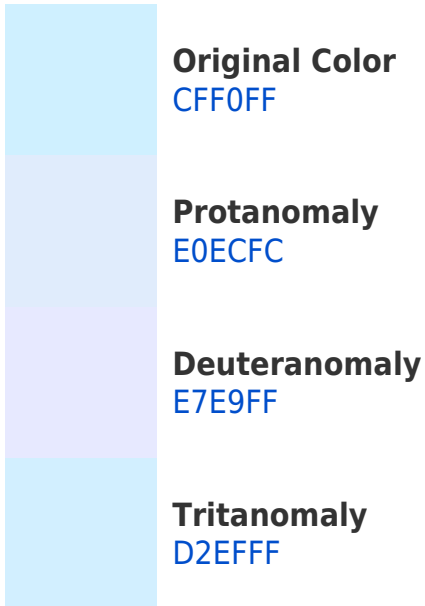 Original Color
CFF0FF
Protanomaly
E0ECFC
Deuteranomaly
E7E9FF
Tritanomaly
D2EFFF